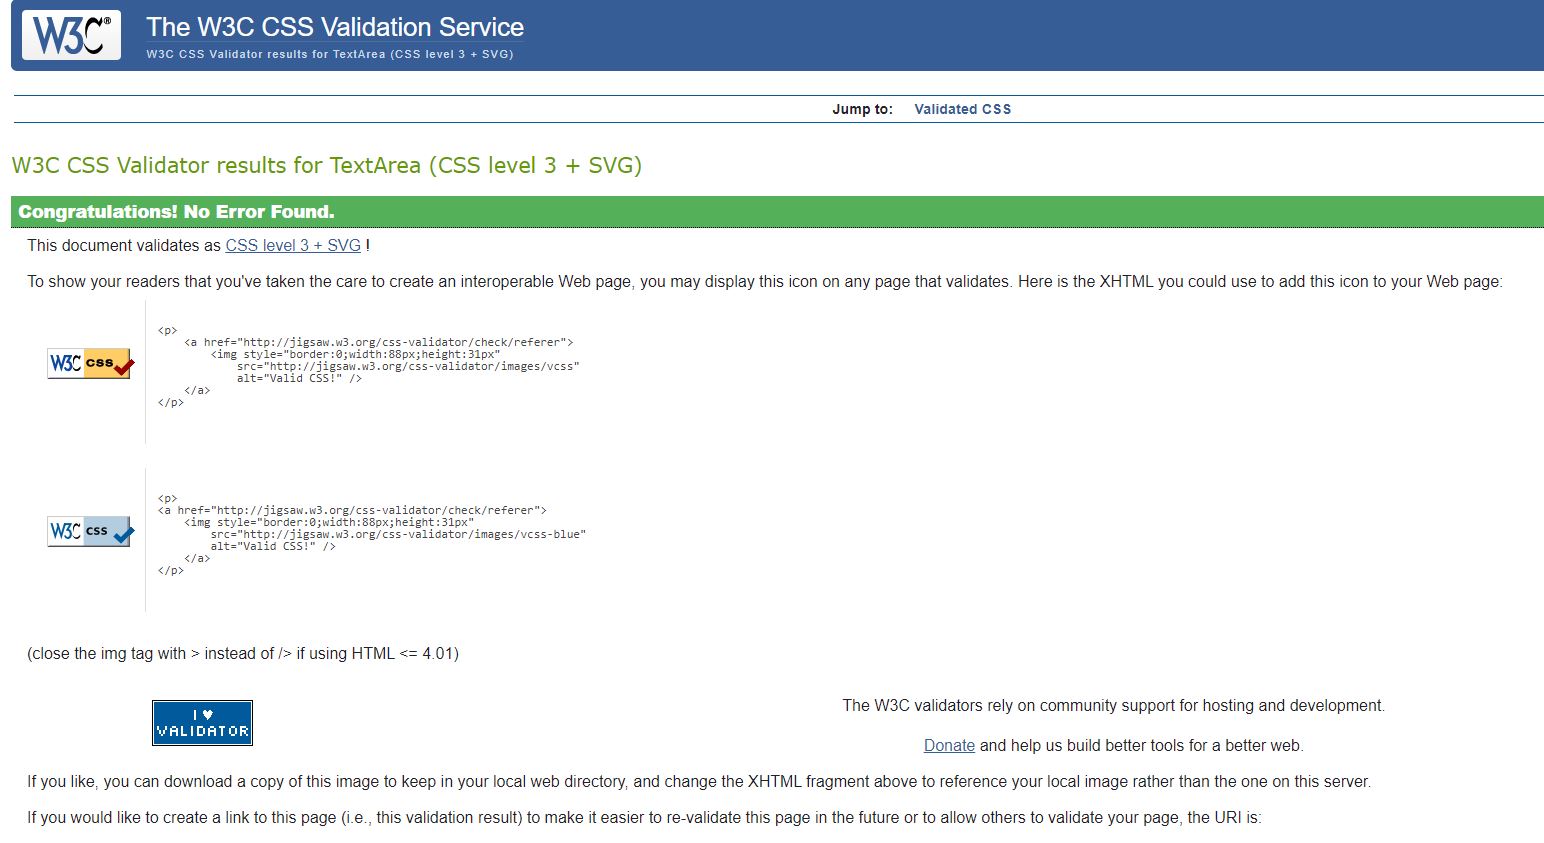 W3C®
The W3C CSS Validation Service
W3C CSS Validator results for TextArea (CSS level 3 + SVG)
Jump to: Validated CSS
W3C CSS Validator results for TextArea (CSS level 3 + SVG)
Congratulations! No Error Found.
This document validates as CSS level 3 + SVG !
To show your readers that you've taken the care to create an interoperable Web page, you may display this icon on any page that validates. Here is the XHTML you could use to add this icon to your Web page:
W3C css
<p>
    <a href="http://jigsaw.w3.org/css-validator/check/referer">
        <img style="border:0;width:88px;height:31px"
            src="http://jigsaw.w3.org/css-validator/images/vcss"
            alt="Valid CSS!" />
    </a>
</p>
W3C css
<p>
<a href="http://jigsaw.w3.org/css-validator/check/referer">
    <img style="border:0;width:88px;height:31px"
        src="http://jigsaw.w3.org/css-validator/images/vcss-blue"
        alt="Valid CSS!" />
    </a>
</p>
(close the img tag with > instead of /> if using HTML <= 4.01)
I ♥
VALIDATOR
The W3C validators rely on community support for hosting and development.
Donate and help us build better tools for a better web.
If you like, you can download a copy of this image to keep in your local web directory, and change the XHTML fragment above to reference your local image rather than the one on this server.
If you would like to create a link to this page (i.e., this validation result) to make it easier to re-validate this page in the future or to allow others to validate your page, the URI is: